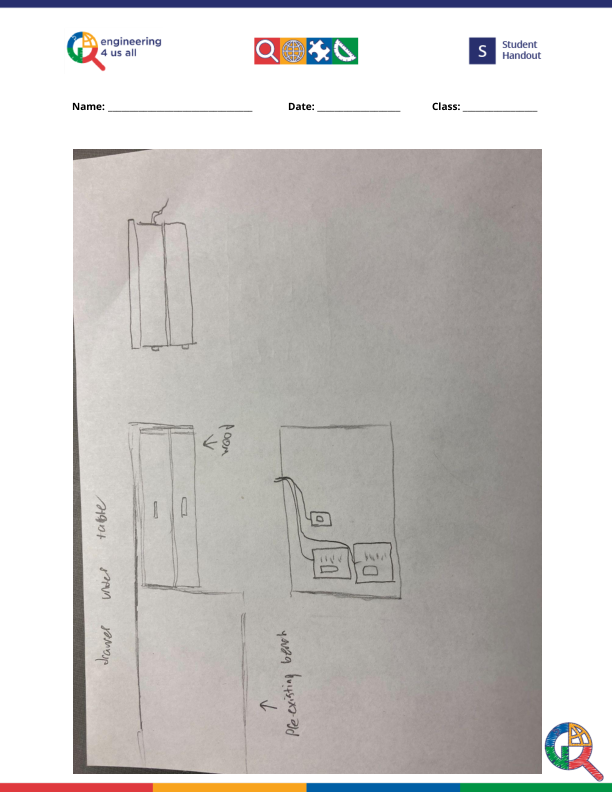 engineering
4 us all
S
Student
Handout
Name: Date: Class:
drawer under table
wood
Pre-existing bench